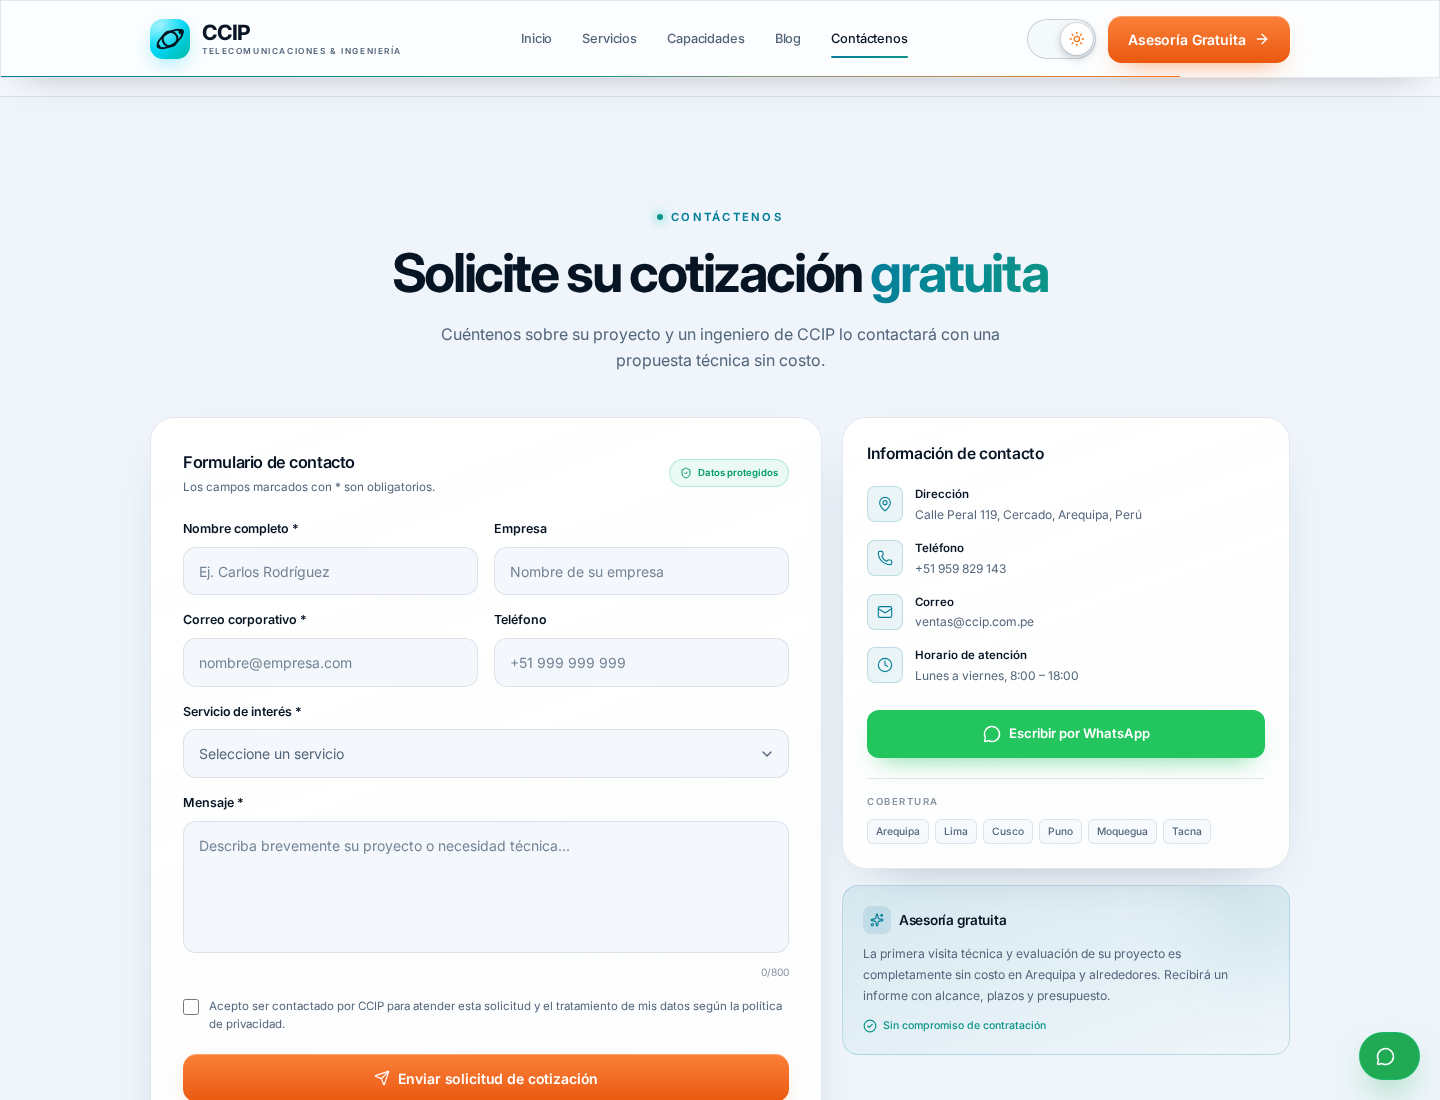 CCIP
TELECOMUNICACIONES & INGENIERÍA
Inicio
Servicios
Capacidades
Blog
Contáctenos
Asesoría Gratuita
CONTÁCTENOS
Solicite su cotización gratuita
Cuéntenos sobre su proyecto y un ingeniero de CCIP lo contactará con una
propuesta técnica sin costo.
Formulario de contacto
Los campos marcados con * son obligatorios.
Datos protegidos
Nombre completo *
Empresa
Ej. Carlos Rodríguez
Nombre de su empresa
Correo corporativo *
Teléfono
nombre@empresa.com
+51 999 999 999
Servicio de interés *
Seleccione un servicio
Mensaje *
Describa brevemente su proyecto o necesidad técnica...
0/800
Acepto ser contactado por CCIP para atender esta solicitud y el tratamiento de mis datos según la política
de privacidad.
Enviar solicitud de cotización
Información de contacto
Dirección
Calle Peral 119, Cercado, Arequipa, Perú
Teléfono
+51 959 829 143
Correo
ventas@ccip.com.pe
Horario de atención
Lunes a viernes, 8:00 – 18:00
Escribir por WhatsApp
COBERTURA
Arequipa
Lima
Cusco
Puno
Moquegua
Tacna
Asesoría gratuita
La primera visita técnica y evaluación de su proyecto es
completamente sin costo en Arequipa y alrededores. Recibirá un
informe con alcance, plazos y presupuesto.
Sin compromiso de contratación